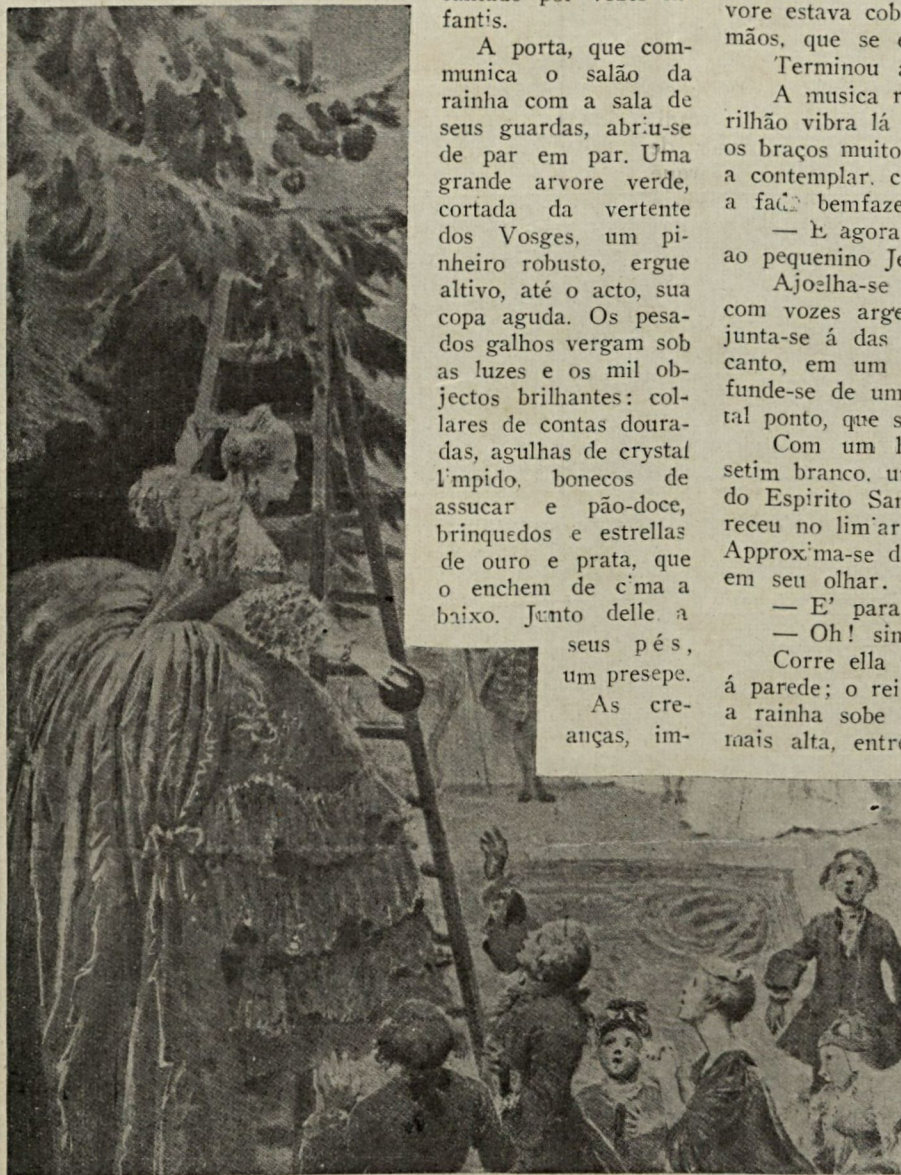 fantis.
A porta, que com-
munica o salão da
rainha com a sala de
seus guardas, abriu-se
de par em par. Uma
grande arvore verde,
cortada da vertente
dos Vosges, um pi-
nheiro robusto, ergue
altivo, até o acto, sua
copa aguda. Os pesa-
dos galhos vergam sob
as luzes e os mil ob-
jectos brilhantes: col-
lares de contas doura-
das, agulhas de crystal
límpido, bonecos de
assucar e pão-doce,
brinquedos e estrellas
de ouro e prata, que
o enchem de cima a
baixo. Junto delle a
seus pés,
um presepe.
As cre-
anças, im-
vore estava cob
mãos, que se
Terminou a
A musica
rilhão vibra lá
os braços muito
a contemplar, c
a fada bemfaze
— E agora
ao pequenino Je
Ajoelha-se
com vozes arge
junta-se á das
canto, em um
funde-se de um
tal ponto, que s
Com um
setim branco, u
do Espirito San
receu no limiar
Approxima-se d
em seu olhar.
— E' para
— Oh! sin
Corre ella
á parede; o rei
a rainha sobe
mais alta, entre